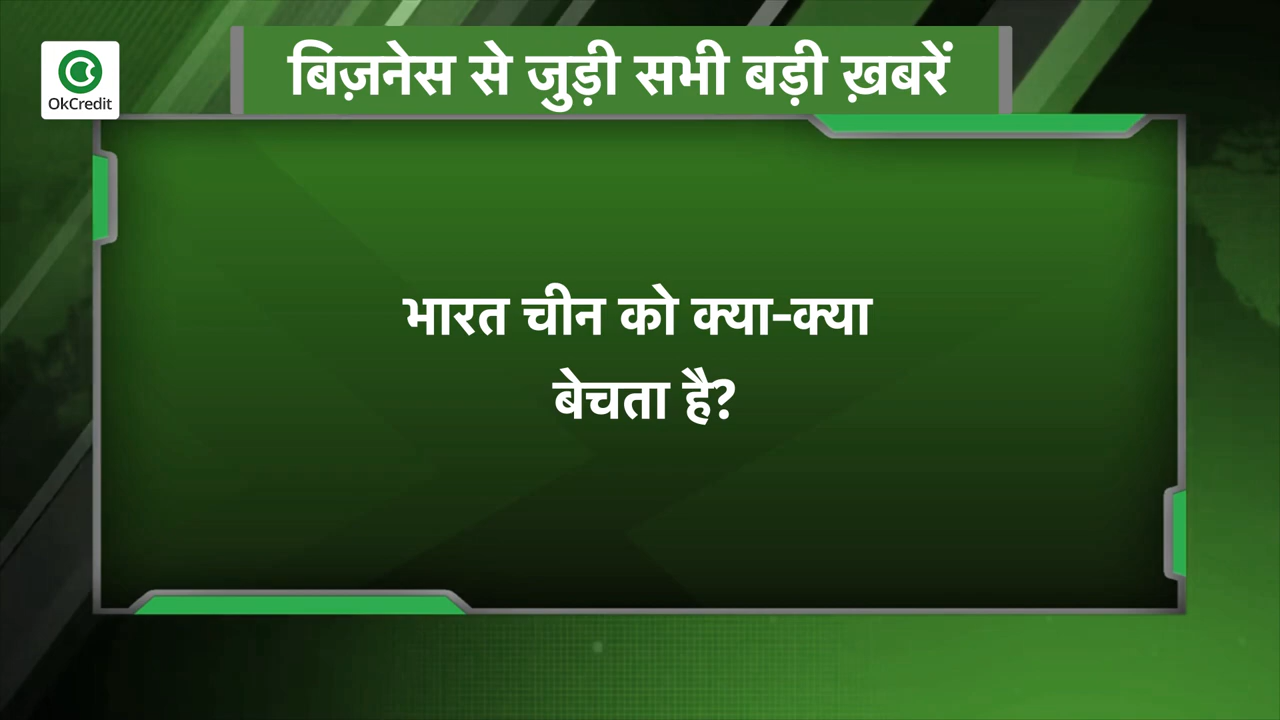 बिज़नेस से जुड़ी सभी बड़ी ख़बरें
OkCredit
भारत चीन को क्या-क्या
बेचता है?